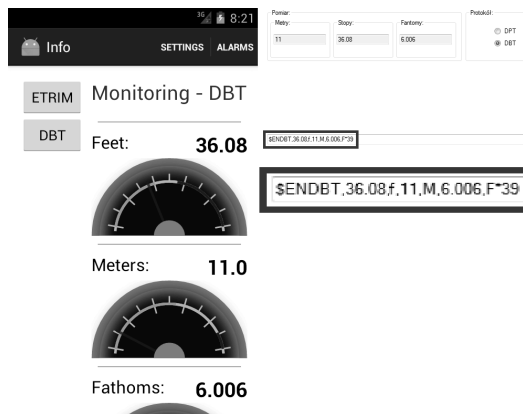 3G 8:21
Info SETTINGS ALARMS
ETRIM
DBT
Monitoring - DBT
Feet: 36.08
Meters: 11.0
Fathoms: 6.006
Pomiar:
Metry: Stopy: Fantomy:
11 36.08 6.006
Protokół:
DPT
DBT
$ENDBT,36.08,f,11,M,6.006,F*39
$ENDBT,36.08,f,11,M,6.006,F*39